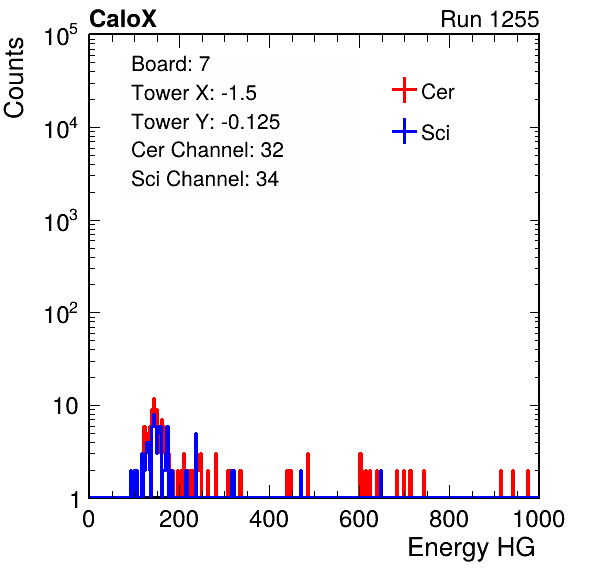 CaloX Run 1255
Counts
10^5
10^4
10^3
10^2
10
1
Board: 7
Tower X: -1.5
Tower Y: -0.125
Cer Channel: 32
Sci Channel: 34
Cer
Sci
0 200 400 600 800 1000
Energy HG